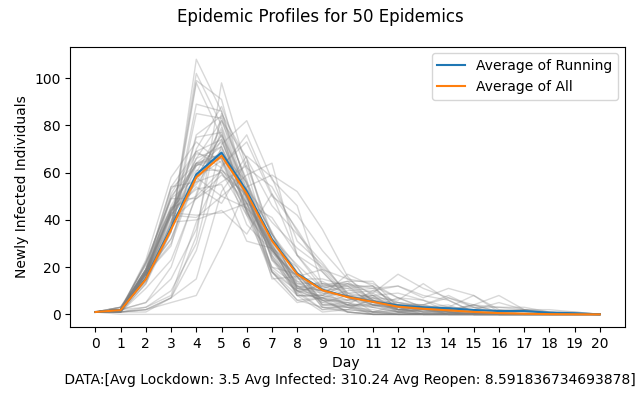 Epidemic Profiles for 50 Epidemics
Average of Running
Average of All
Newly Infected Individuals
100
80
60
40
20
0
0 1 2 3 4 5 6 7 8 9 10 11 12 13 14 15 16 17 18 19 20
Day
DATA:[Avg Lockdown: 3.5 Avg Infected: 310.24 Avg Reopen: 8.591836734693878]